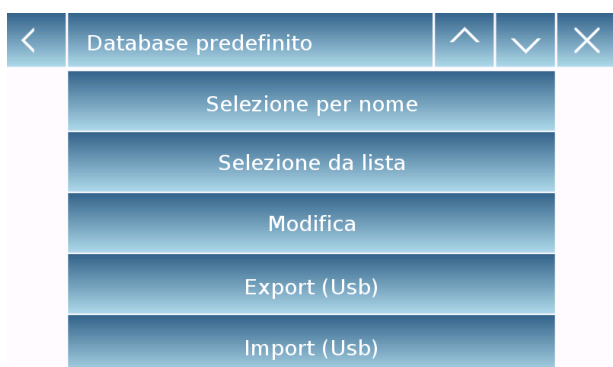 Database predefinito
Selezione per nome
Selezione da lista
Modifica
Export (Usb)
Import (Usb)